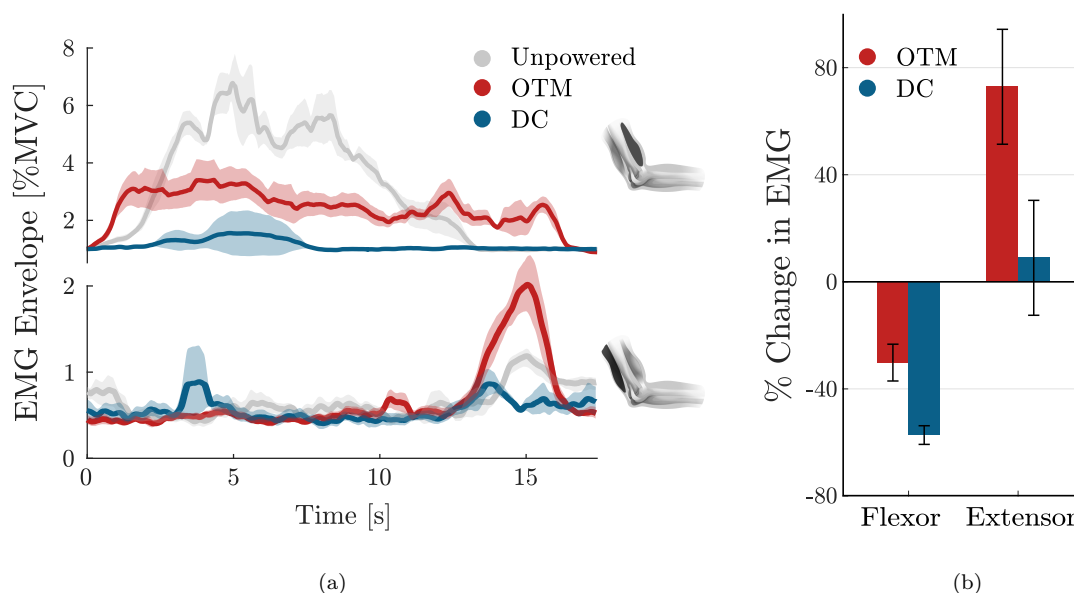 EMG Envelope [%MVC]
8
6
4
2
Unpowered
OTM
DC
2
1
0
0
5
10
15
Time [s]
(a)
% Change in EMG
80
40
0
-40
-80
OTM
DC
Flexor
Extensor
(b)